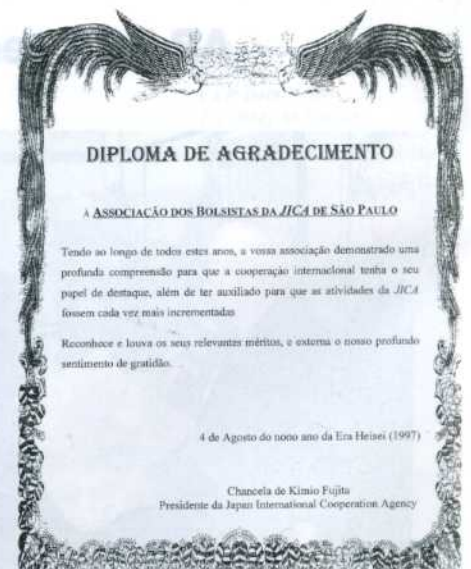 DIPLOMA DE AGRADECIMENTO
A ASSOCIAÇÃO DOS BOLSISTAS DA JICA DE SÃO PAULO
Tendo ao longo de todos estes anos, a vossa associação demonstrado uma
profunda compreensão para que a cooperação internacional tenha o seu
papel de destaque, além de ter auxiliado para que as atividades da JICA
fossem cada vez mais incrementadas
Reconhece e louva os seus relevantes méritos, e externa o nosso profundo
sentimento de gratidão.
4 de Agosto do nono ano da Era Heisei (1997)
Chancela de Kimio Fujita
Presidente da Japan International Cooperation Agency